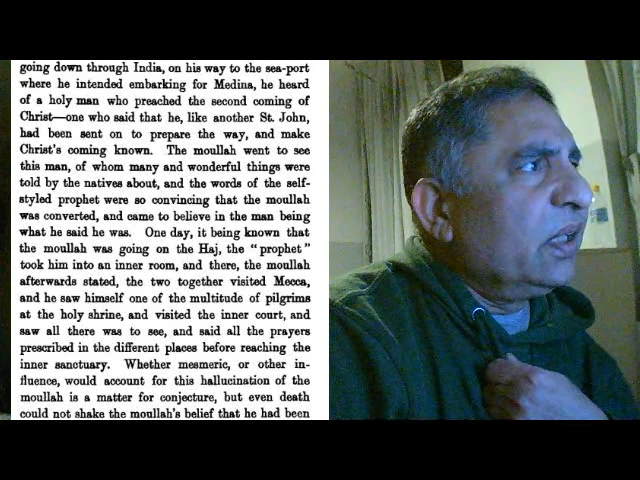 going down through India, on his way to the sea-port
where he intended embarking for Medina, he heard
of a holy man who preached the second coming of
Christ—one who said that he, like another St. John,
had been sent on to prepare the way, and make
Christ's coming known. The moullah went to see
this man, of whom many and wonderful things were
told by the natives about, and the words of the self-
styled prophet were so convincing that the moullah
was converted, and came to believe in the man being
what he said he was. One day, it being known that
the moullah was going on the Haj, the "prophet"
took him into an inner room, and there, the moullah
afterwards stated, the two together visited Mecca,
and he saw himself one of the multitude of pilgrims
at the holy shrine, and visited the inner court, and
saw all there was to see, and said all the prayers
prescribed in the different places before reaching the
inner sanctuary. Whether mesmeric, or other in-
fluence, would account for this hallucination of the
moullah is a matter for conjecture, but even death
could not shake the moullah's belief that he had been